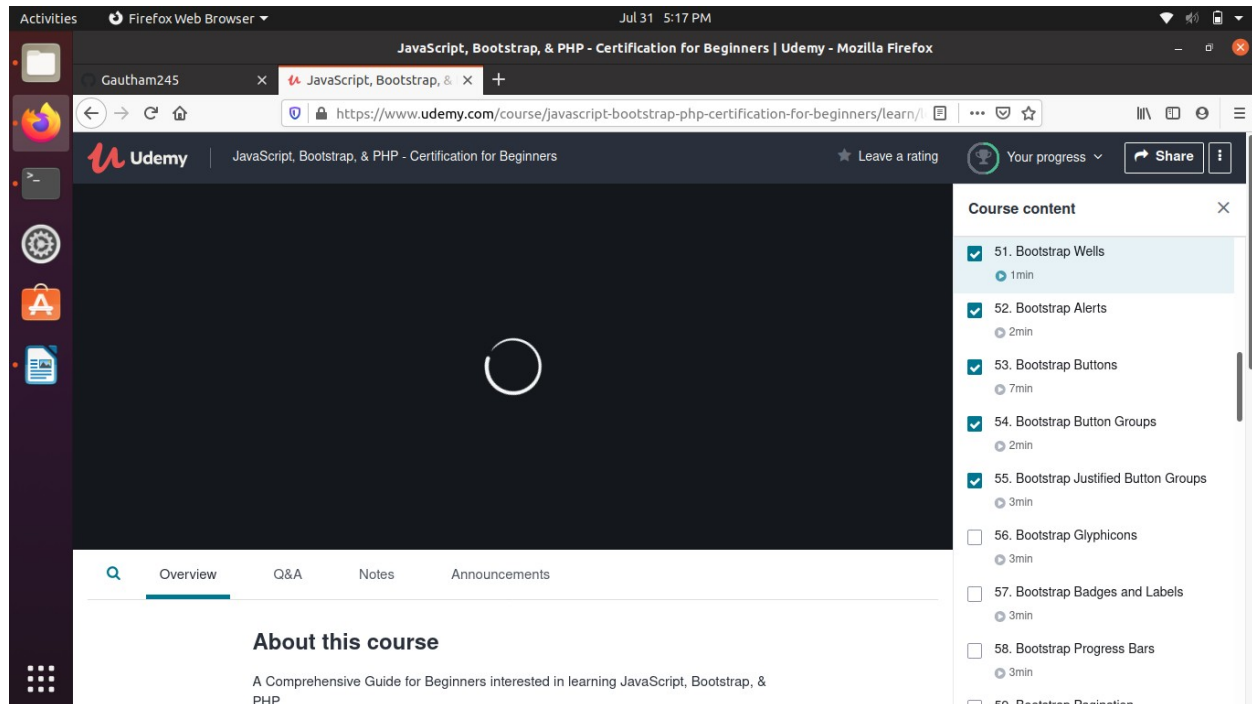 Activities
Firefox Web Browser
Jul 31 5:17 PM
JavaScript, Bootstrap, & PHP - Certification for Beginners | Udemy - Mozilla Firefox
Gautham245
JavaScript, Bootstrap, &
https://www.udemy.com/course/javascript-bootstrap-php-certification-for-beginners/learn/
Udemy
JavaScript, Bootstrap, & PHP - Certification for Beginners
Leave a rating
Your progress
Share
Course content
51. Bootstrap Wells
1min
52. Bootstrap Alerts
2min
53. Bootstrap Buttons
7min
54. Bootstrap Button Groups
2min
55. Bootstrap Justified Button Groups
3min
56. Bootstrap Glyphicons
3min
57. Bootstrap Badges and Labels
3min
58. Bootstrap Progress Bars
3min
59. Bootstrap Pagination
Overview
Q&A
Notes
Announcements
About this course
A Comprehensive Guide for Beginners interested in learning JavaScript, Bootstrap, &
PHP